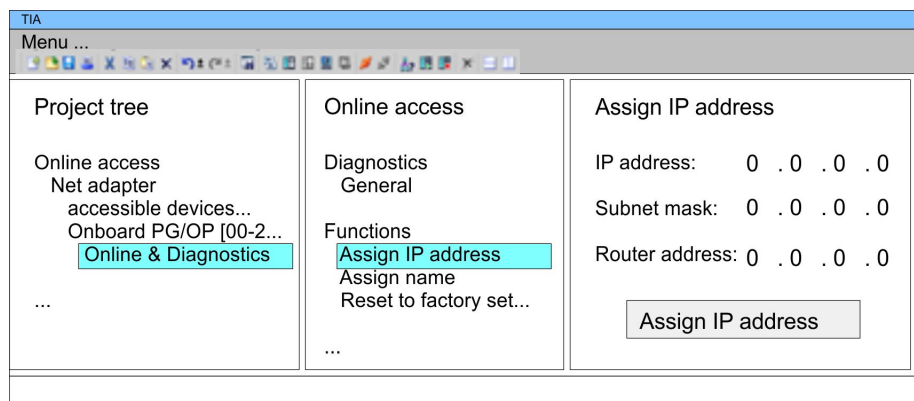 TIA
Menu ...
Project tree
Online access
Net adapter
accessible devices...
Onboard PG/OP [00-2...
Online & Diagnostics
...
Online access
Diagnostics
General
Functions
Assign IP address
Assign name
Reset to factory set...
...
Assign IP address
IP address: 0 .0 .0 .0
Subnet mask: 0 .0 .0 .0
Router address: 0 .0 .0 .0
Assign IP address